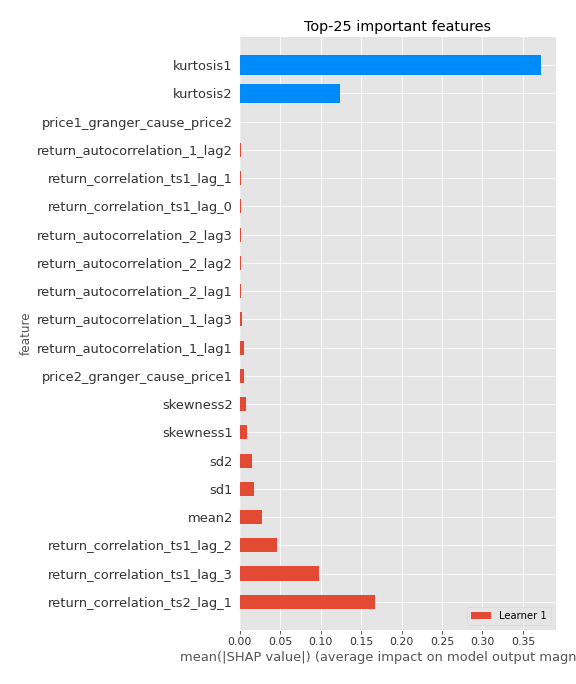 Top-25 important features
kurtosis1
kurtosis2
price1_granger_cause_price2
return_autocorrelation_1_lag2
return_correlation_ts1_lag_1
return_correlation_ts1_lag_0
return_autocorrelation_2_lag3
return_autocorrelation_2_lag2
return_autocorrelation_2_lag1
return_autocorrelation_1_lag3
return_autocorrelation_1_lag1
price2_granger_cause_price1
skewness2
skewness1
sd2
sd1
mean2
return_correlation_ts1_lag_2
return_correlation_ts1_lag_3
return_correlation_ts2_lag_1
feature
Learner 1
0.00 0.05 0.10 0.15 0.20 0.25 0.30 0.35
mean(|SHAP value|) (average impact on model output magn